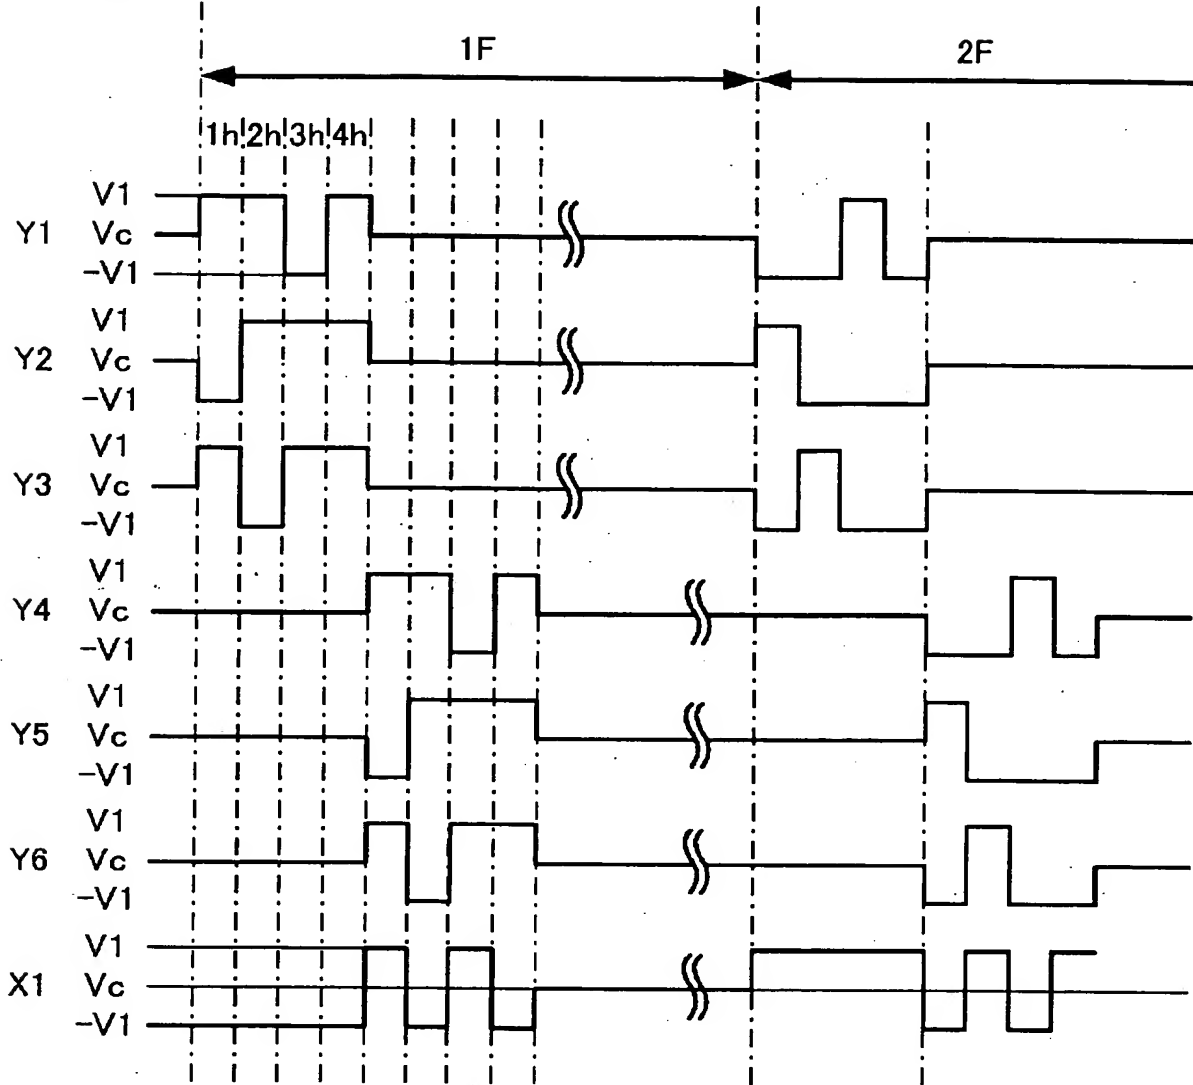 1F
2F
1h 2h 3h 4h
V1
Y1 Vc
-V1
V1
Y2 Vc
-V1
V1
Y3 Vc
-V1
V1
Y4 Vc
-V1
V1
Y5 Vc
-V1
V1
Y6 Vc
-V1
V1
X1 Vc
-V1